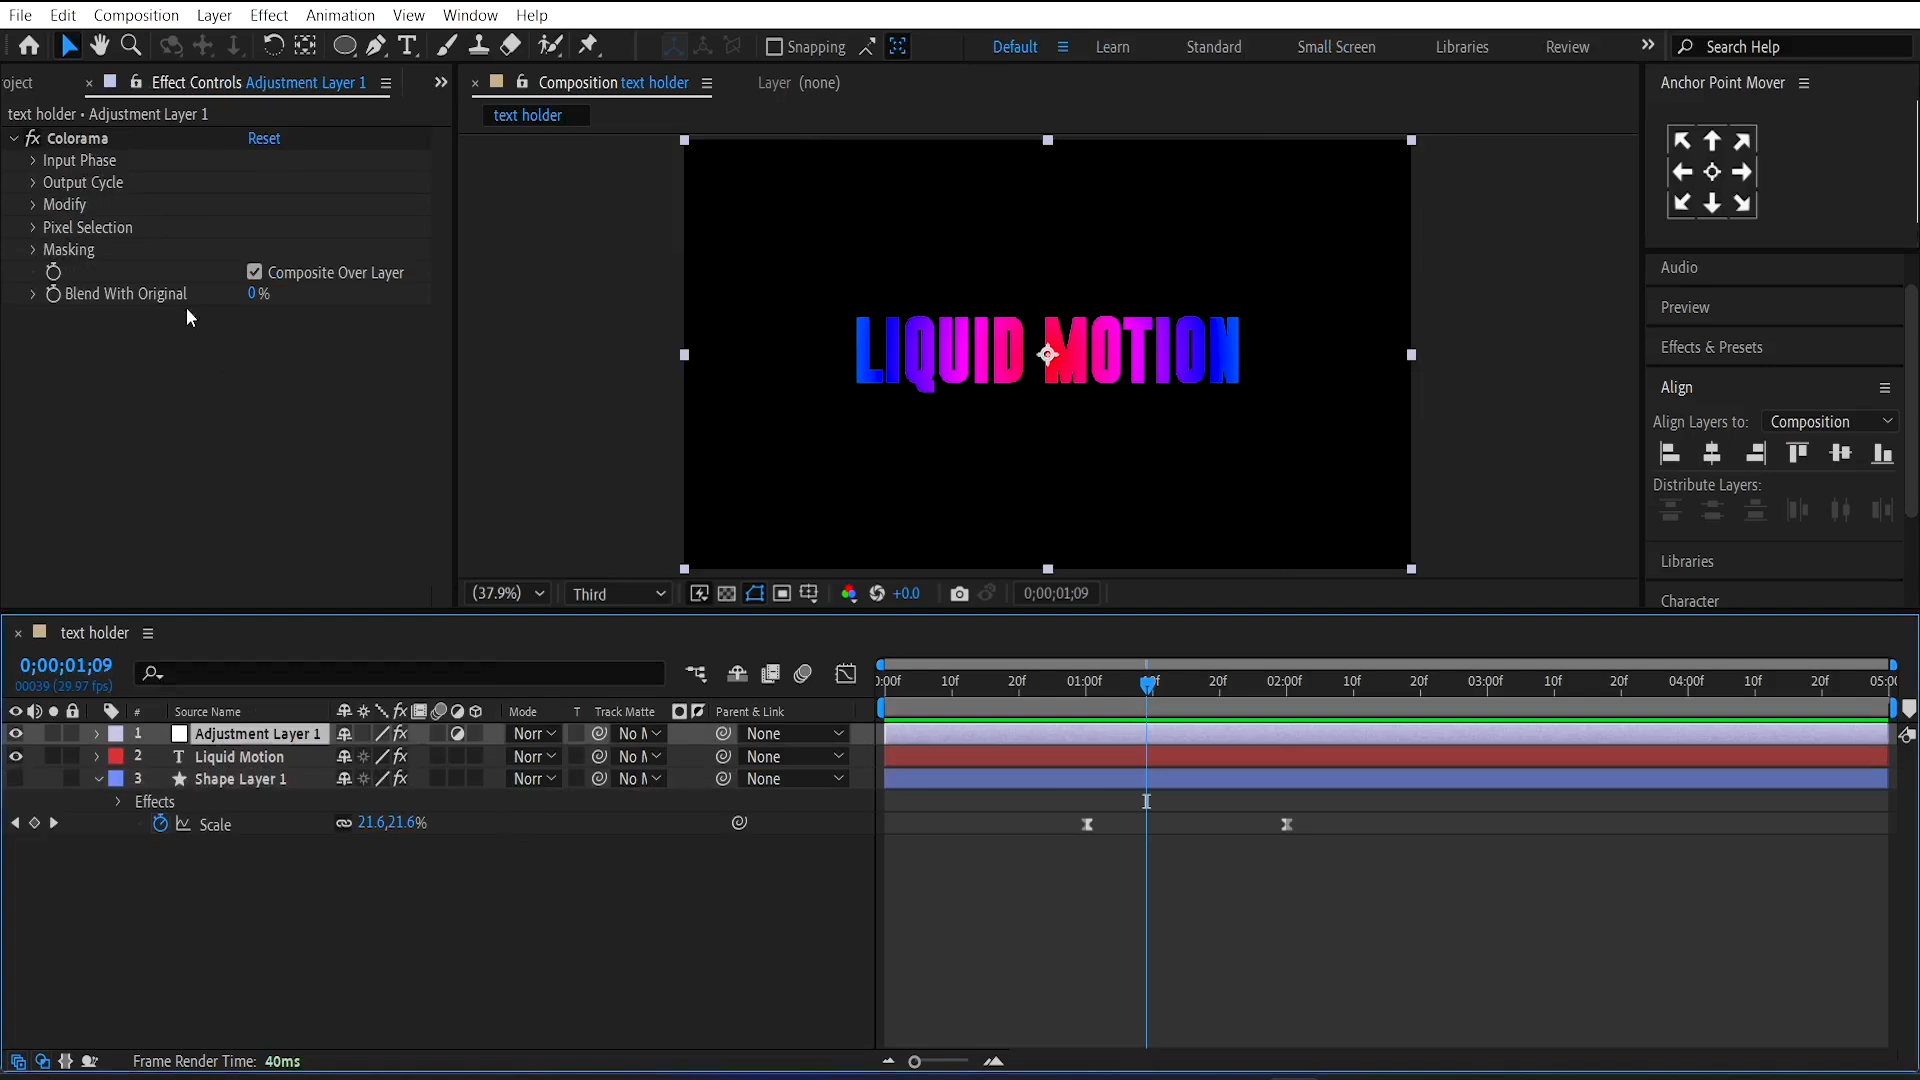 File Edit Composition Layer Effect Animation View Window Help
Snapping Default Learn Standard Small Screen Libraries Review Search Help
oject Effect Controls Adjustment Layer 1 Composition text holder Layer (none) Anchor Point Mover
text holder • Adjustment Layer 1 text holder
fx Colorama Reset
Input Phase
Output Cycle
Modify
Pixel Selection
Masking
Composite Over Layer
Blend With Original 0 %
LIQUID MOTION
Audio
Preview
Effects & Presets
Align
Align Layers to: Composition
Distribute Layers:
Libraries
Character
(37.9%) Third +0.0 0;00;01;09
text holder
0;00;01;09
00039 (29.97 fps)
0:00f 10f 20f 01:00f 20f 02:00f 10f 20f 03:00f 10f 20f 04:00f 10f 20f 05:00
# Source Name fx Mode T Track Matte Parent & Link
1 Adjustment Layer 1 Norr No M None
2 T Liquid Motion fx Norr No M None
3 Shape Layer 1 fx Norr No M None
Effects
Scale 21.6,21.6%
Frame Render Time: 40ms